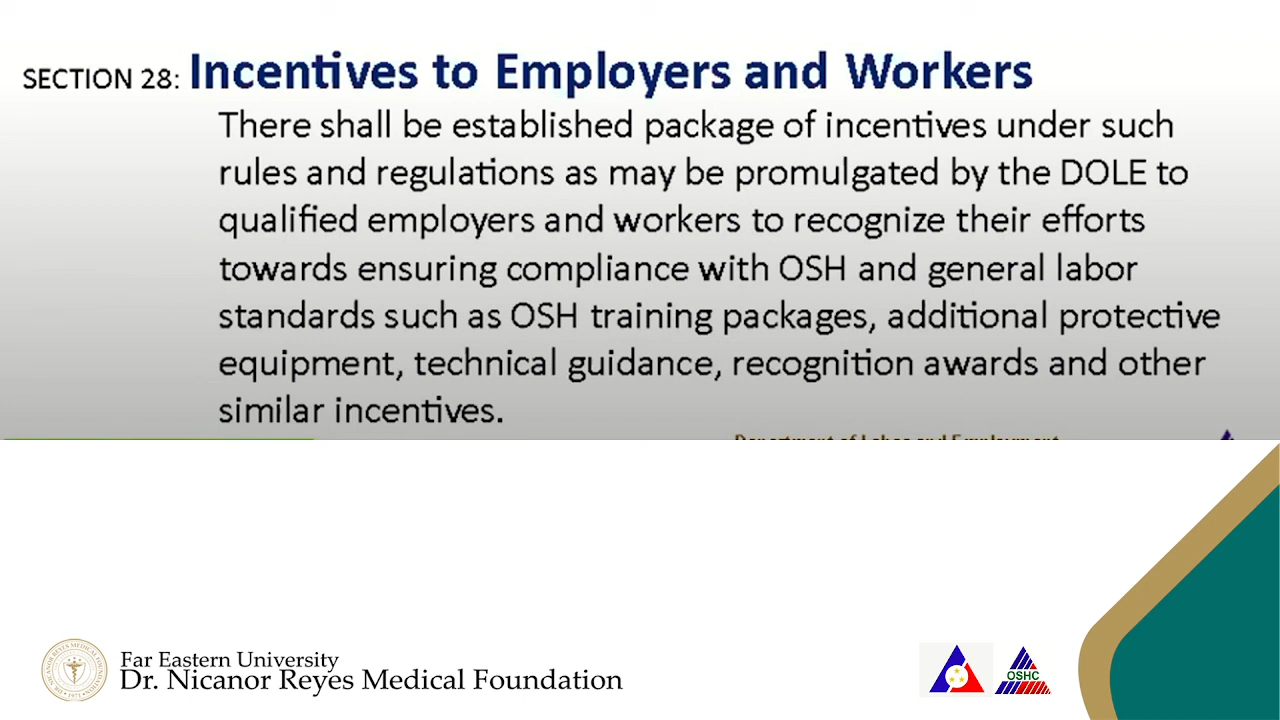 SECTION 28: Incentives to Employers and Workers
There shall be established package of incentives under such
rules and regulations as may be promulgated by the DOLE to
qualified employers and workers to recognize their efforts
towards ensuring compliance with OSH and general labor
standards such as OSH training packages, additional protective
equipment, technical guidance, recognition awards and other
similar incentives.
Department of Labor and Employment
Far Eastern University
Dr. Nicanor Reyes Medical Foundation
OSHC